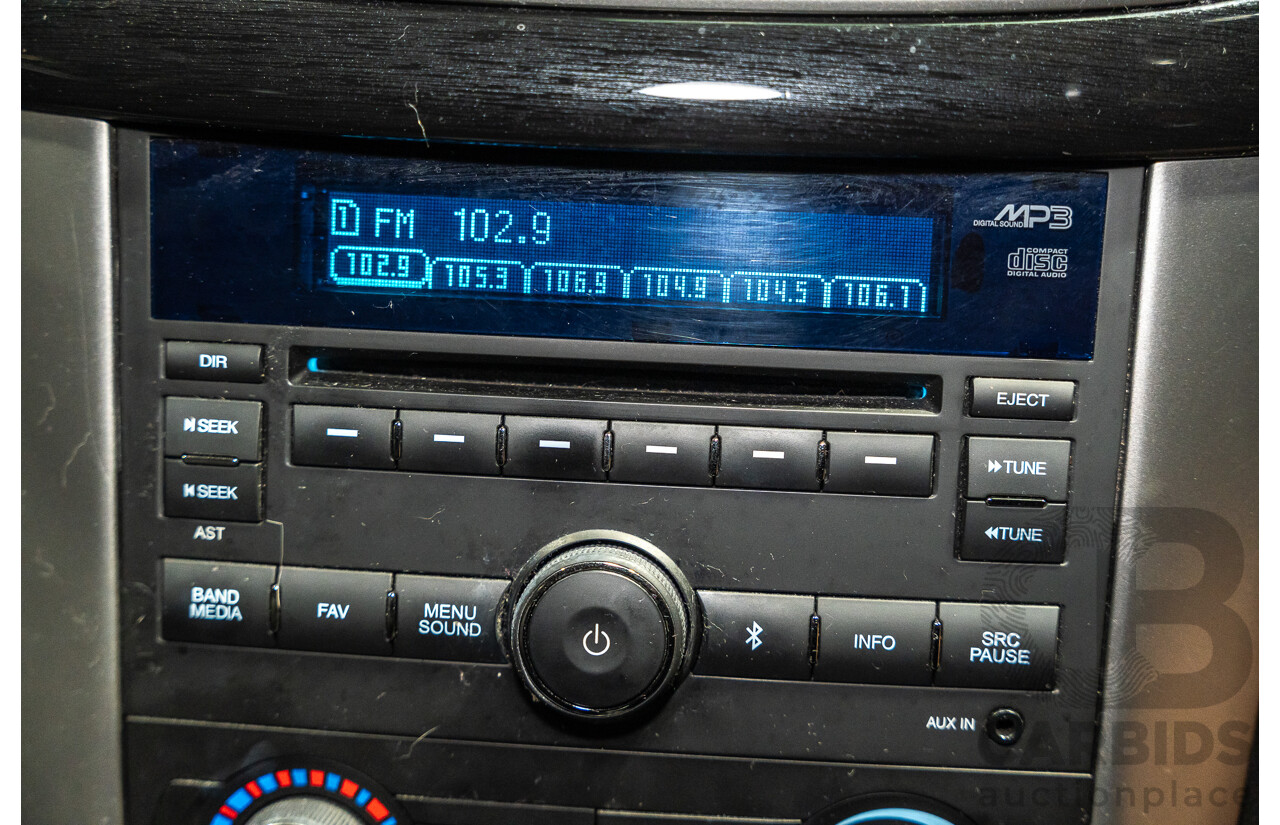 1 FM 102.9
102.9 105.3 106.9 104.9 104.5 106.1
DIGITAL SOUND MP3
COMPACT
disc
DIGITAL AUDIO
DIR
EJECT
SEEK
TUNE
SEEK
TUNE
AST
BAND
MEDIA
FAV
MENU
SOUND
INFO
SRC
PAUSE
AUX IN
B
CARBIDS
auctionplace